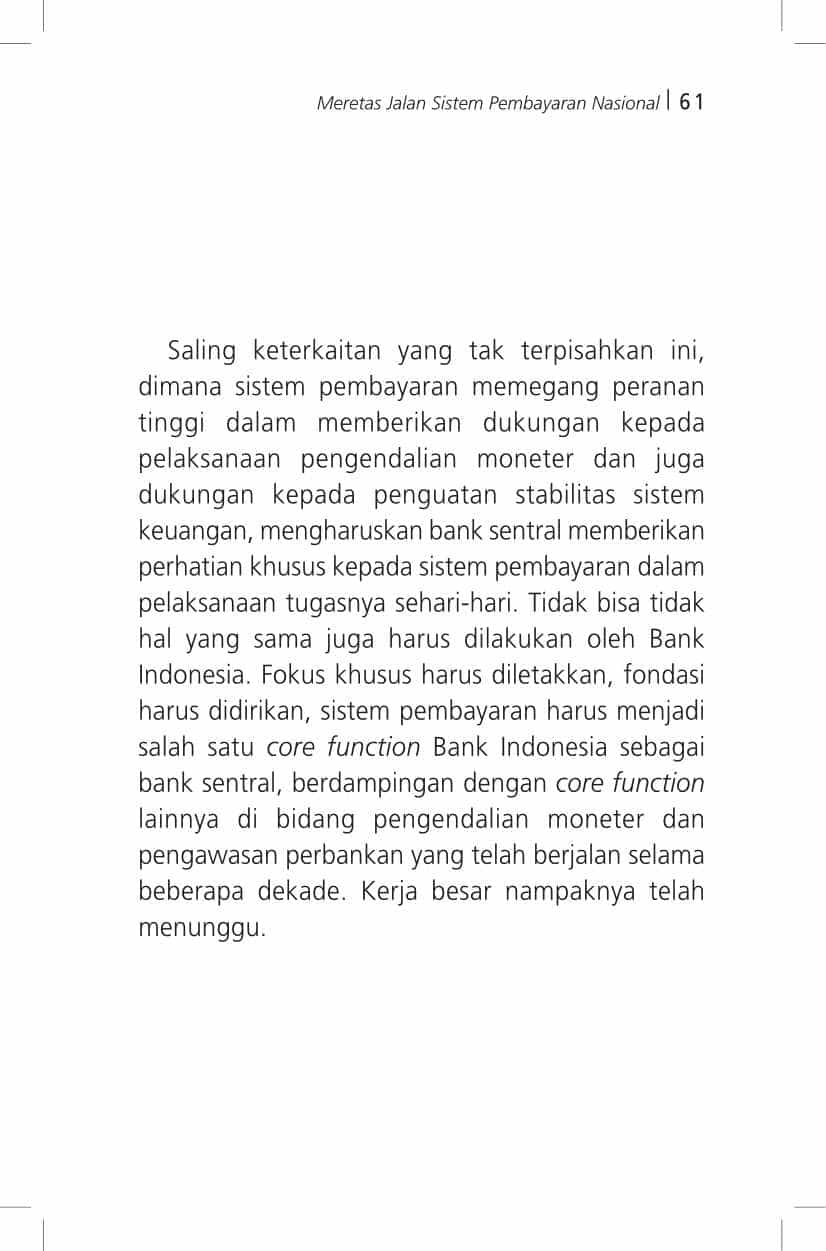 Meretas Jalan Sistem Pembayaran Nasional | 61
Saling keterkaitan yang tak terpisahkan ini,
dimana sistem pembayaran memegang peranan
tinggi dalam memberikan dukungan kepada
pelaksanaan pengendalian moneter dan juga
dukungan kepada penguatan stabilitas sistem
keuangan, mengharuskan bank sentral memberikan
perhatian khusus kepada sistem pembayaran dalam
pelaksanaan tugasnya sehari-hari. Tidak bisa tidak
hal yang sama juga harus dilakukan oleh Bank
Indonesia. Fokus khusus harus diletakkan, fondasi
harus didirikan, sistem pembayaran harus menjadi
salah satu core function Bank Indonesia sebagai
bank sentral, berdampingan dengan core function
lainnya di bidang pengendalian moneter dan
pengawasan perbankan yang telah berjalan selama
beberapa dekade. Kerja besar nampaknya telah
menunggu.